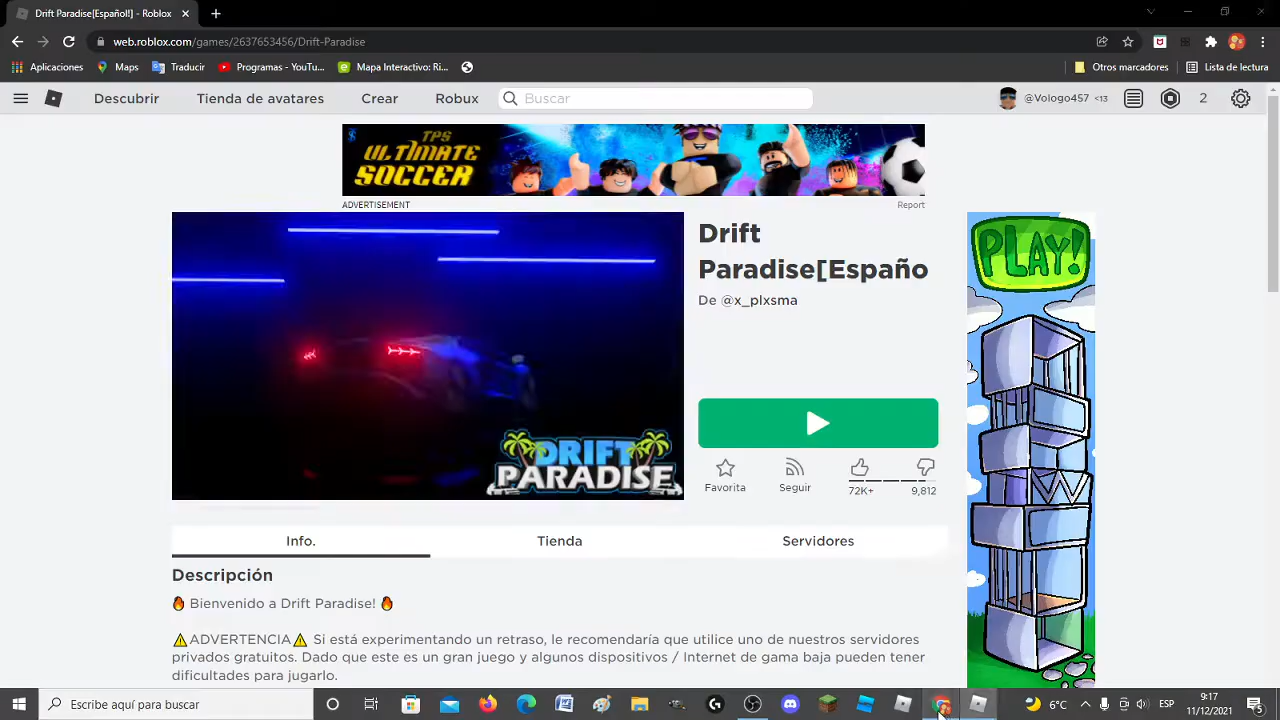 Drift Paradise[Español!] - Roblox
web.roblox.com/games/2637653456/Drift-Paradise
Aplicaciones
Maps
Traducir
Programas - YouTu...
Mapa Interactivo: Ri...
Otros marcadores
Lista de lectura
Descubrir
Tienda de avatares
Crear
Robux
Buscar
@Vologo457 <13
2
TPS
ULTIMATE
SOCCER
ADVERTISEMENT
Report
DRIFT
PARADISE
Drift
Paradise[Españo
De @x_plxsma
PLAY!
Favorita
Seguir
72K+
9,812
Info.
Tienda
Servidores
Descripción
🔥 Bienvenido a Drift Paradise! 🔥
⚠ADVERTENCIA⚠ Si está experimentando un retraso, le recomendaría que utilice uno de nuestros servidores
privados gratuitos. Dado que este es un gran juego y algunos dispositivos / Internet de gama baja pueden tener
dificultades para jugarlo.
Escribe aquí para buscar
6°C
ESP
9:17
11/12/2021
6